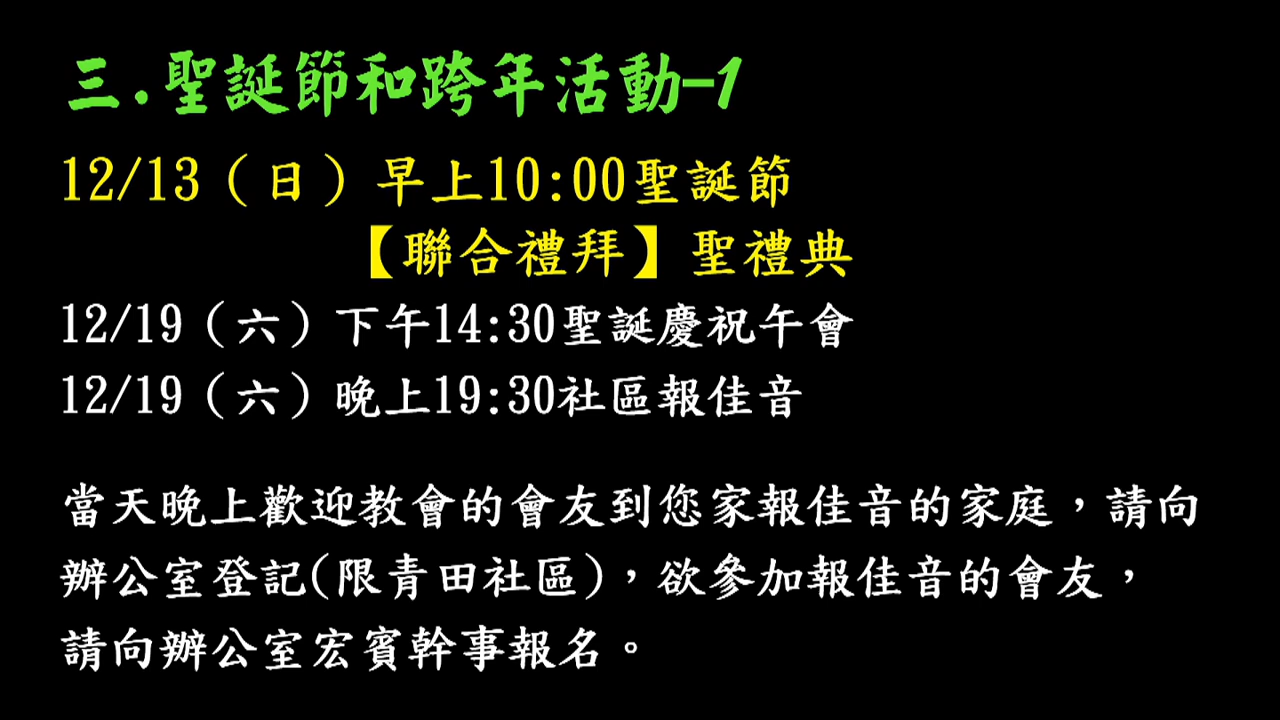 三.聖誕節和跨年活動-1
12/13（日）早上10:00聖誕節
【聯合禮拜】聖禮典
12/19（六）下午14:30聖誕慶祝午會
12/19（六）晚上19:30社區報佳音
當天晚上歡迎教會的會友到您家報佳音的家庭，請向
辦公室登記(限青田社區)，欲參加報佳音的會友，
請向辦公室宏賓幹事報名。